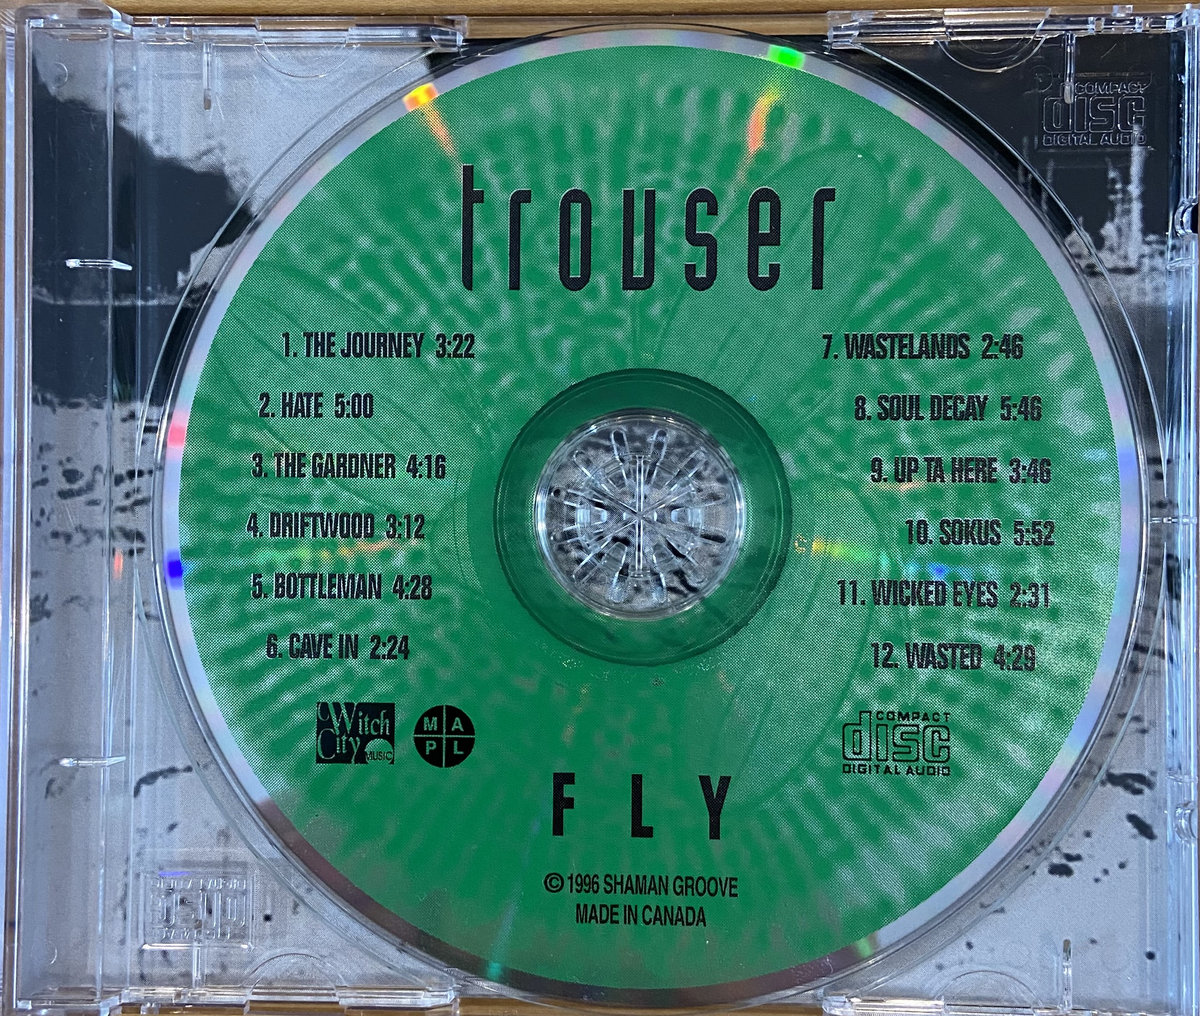 trouser
1. THE JOURNEY 3:22
2. HATE 5:00
3. THE GARDNER 4:16
4. DRIFTWOOD 3:12
5. BOTTLEMAN 4:28
6. CAVE IN 2:24
7. WASTELANDS 2:46
8. SOUL DECAY 5:46
9. UP TA HERE 3:46
10. SOKUS 5:52
11. WICKED EYES 2:31
12. WASTED 4:29
Witch
City
MUSIC
M A
P L
COMPACT
disc
DIGITAL AUDIO
FLY
© 1996 SHAMAN GROOVE
MADE IN CANADA
COMPACT
disc
DIGITAL AUDIO